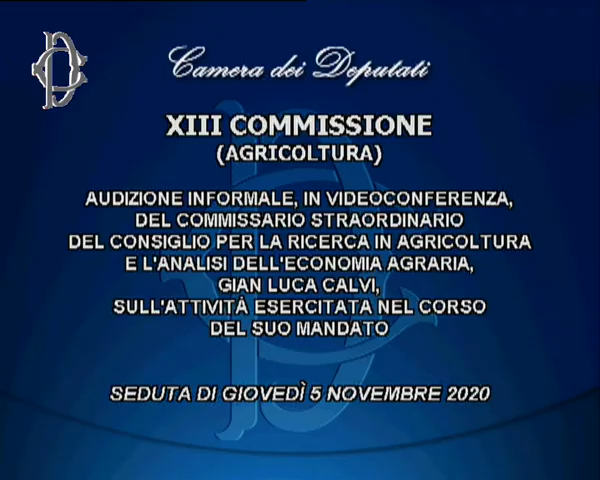 Camera dei Deputati
XIII COMMISSIONE
(AGRICOLTURA)
AUDIZIONE INFORMALE, IN VIDEOCONFERENZA,
DEL COMMISSARIO STRAORDINARIO
DEL CONSIGLIO PER LA RICERCA IN AGRICOLTURA
E L'ANALISI DELL'ECONOMIA AGRARIA,
GIAN LUCA CALVI,
SULL'ATTIVITÀ ESERCITATA NEL CORSO
DEL SUO MANDATO
SEDUTA DI GIOVEDÌ 5 NOVEMBRE 2020